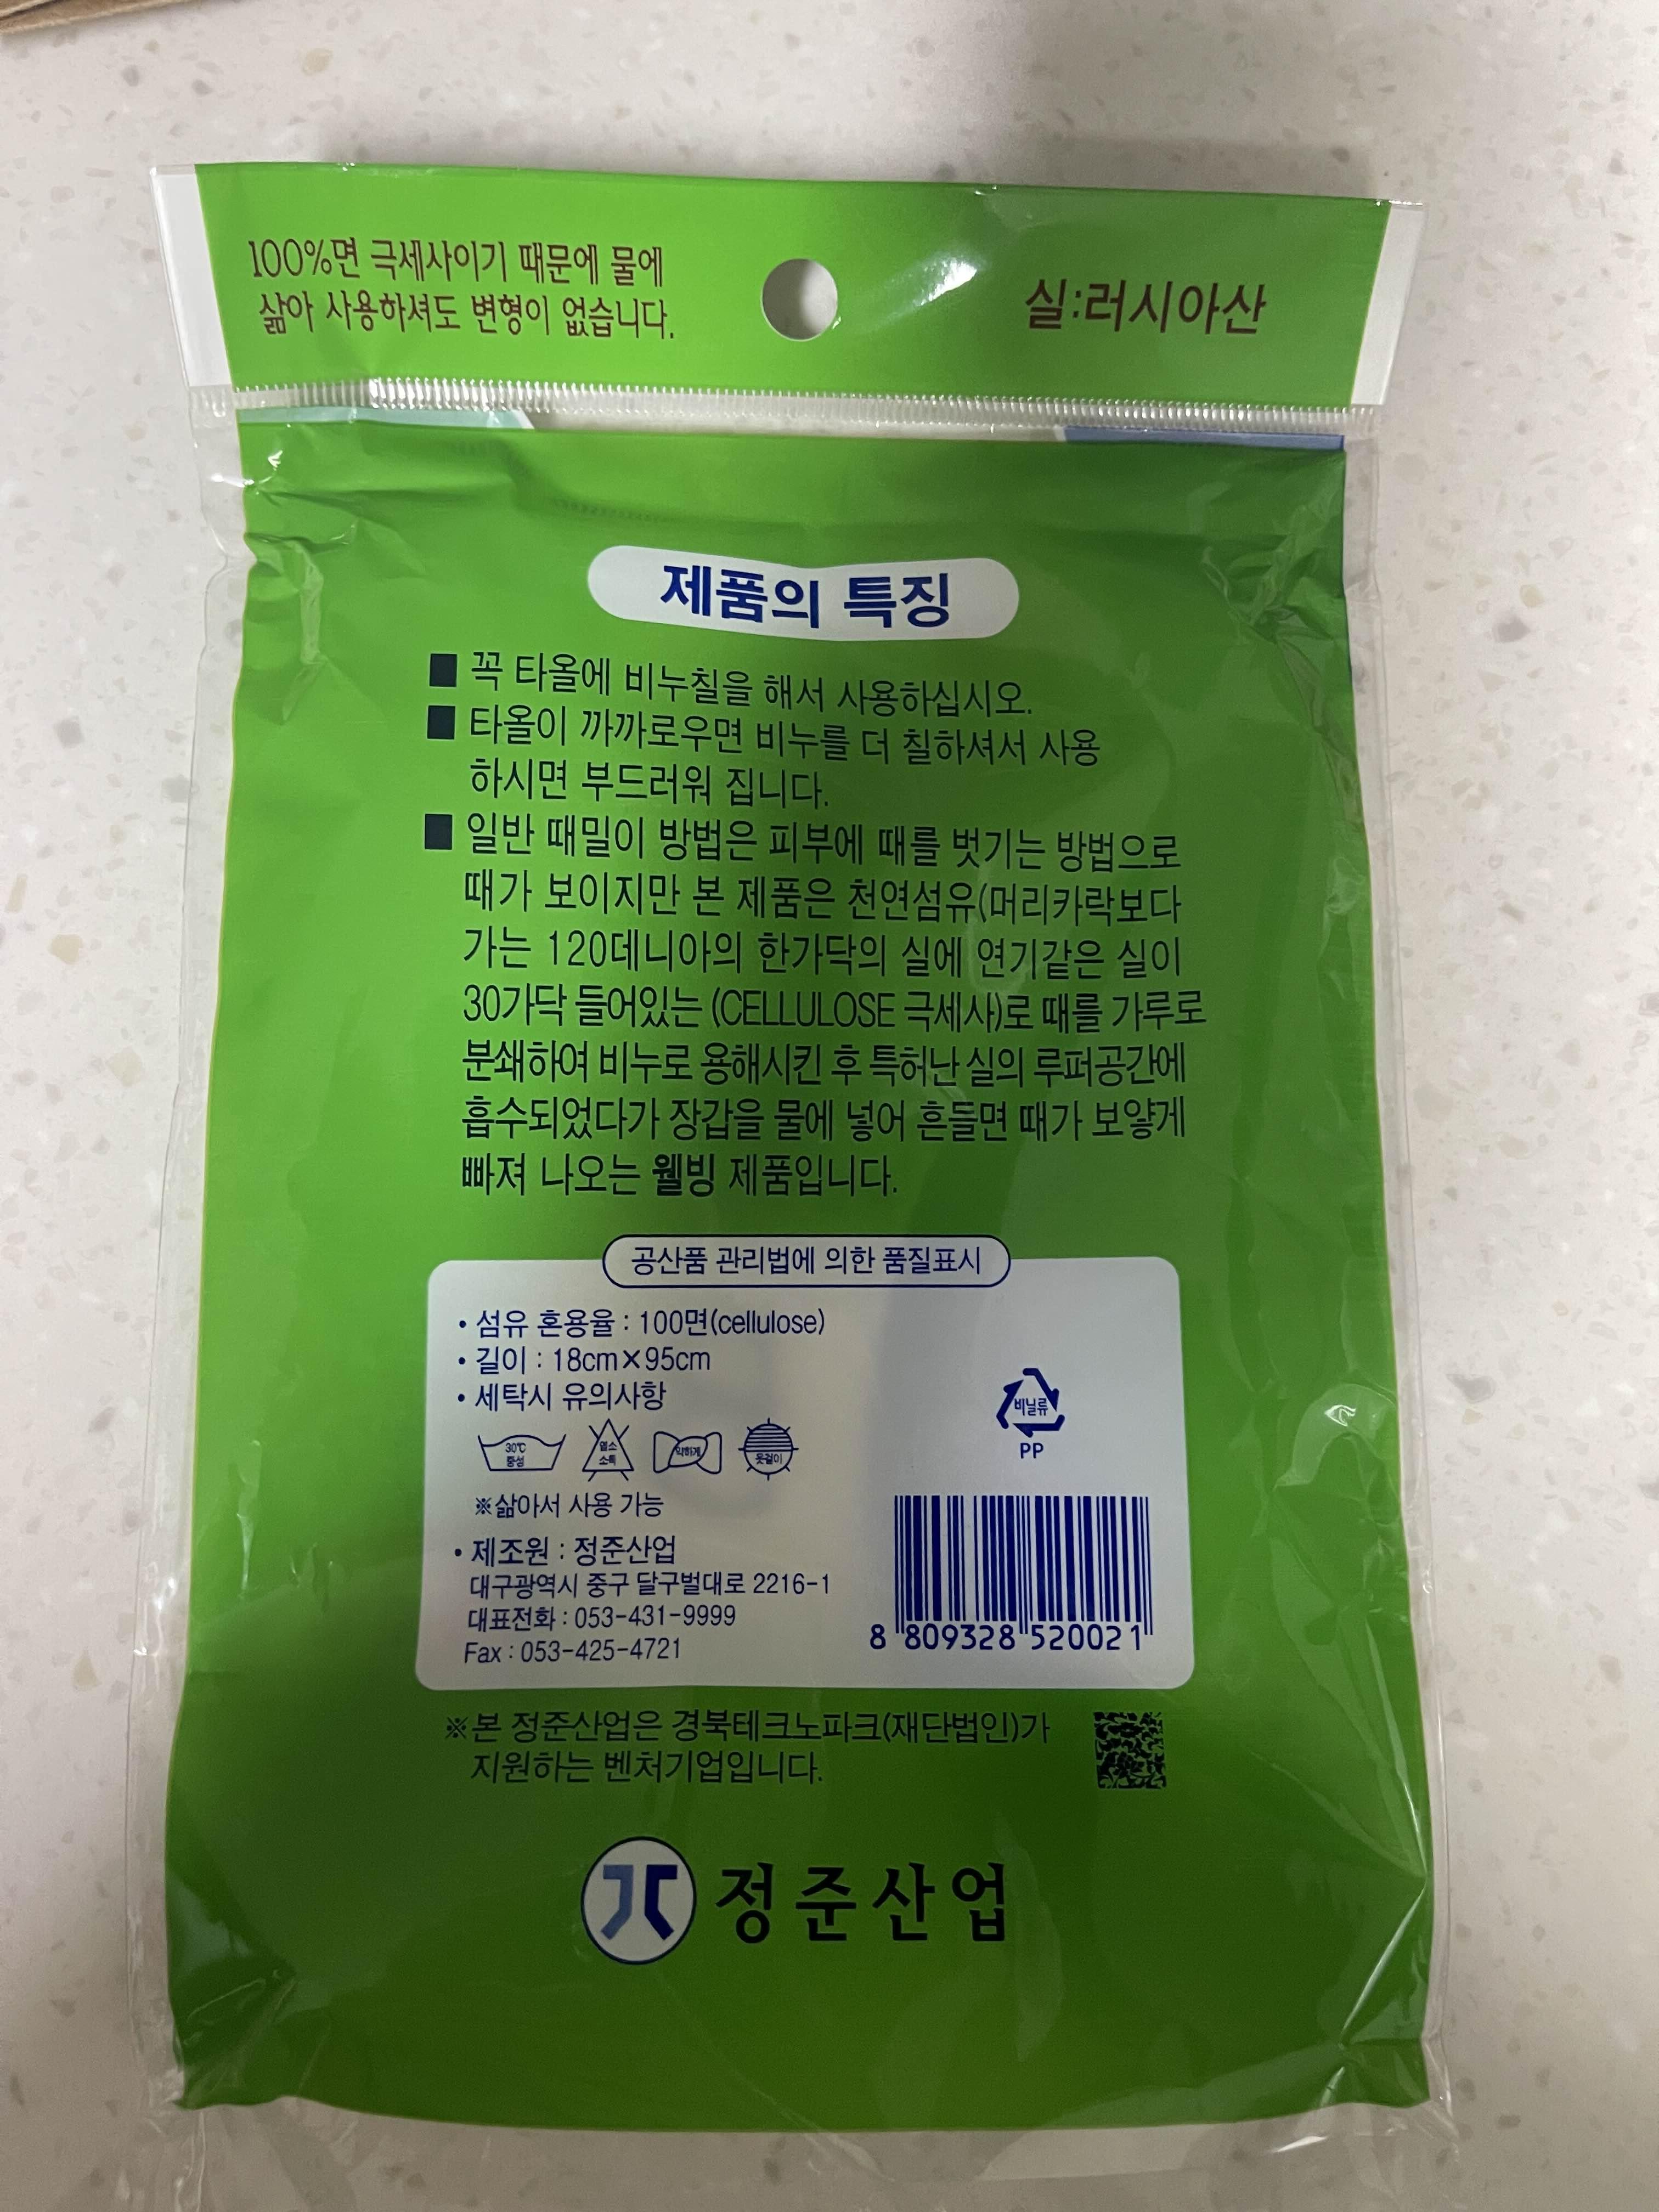 100%면 극세사이기 때문에 물에
삶아 사용하셔도 변형이 없습니다.
실:러시아산
제품의 특징
■ 꼭 타올에 비누칠을 해서 사용하십시오.
■ 타올이 까까로우면 비누를 더 칠하셔서 사용
하시면 부드러워 집니다.
■ 일반 때밀이 방법은 피부에 때를 벗기는 방법으로
때가 보이지만 본 제품은 천연섬유(머리카락보다
가는 120데니아의 한가닥의 실에 연기같은 실이
30가닥 들어있는 (CELLULOSE 극세사)로 때를 가루로
분쇄하여 비누로 용해시킨 후 특허난 실의 루퍼공간에
흡수되었다가 장갑을 물에 넣어 흔들면 때가 보얗게
빠져 나오는 웰빙 제품입니다.
공산품 관리법에 의한 품질표시
• 섬유 혼용율 : 100면(cellulose)
• 길이 : 18cm×95cm
• 세탁시 유의사항
30℃ 중성
염소 소독
약하게
옷걸이
※삶아서 사용 가능
• 제조원 : 정준산업
대구광역시 중구 달구벌대로 2216-1
대표전화 : 053-431-9999
Fax : 053-425-4721
비닐류
PP
8 809328 520021
※본 정준산업은 경북테크노파크(재단법인)가
지원하는 벤처기업입니다.
정준산업